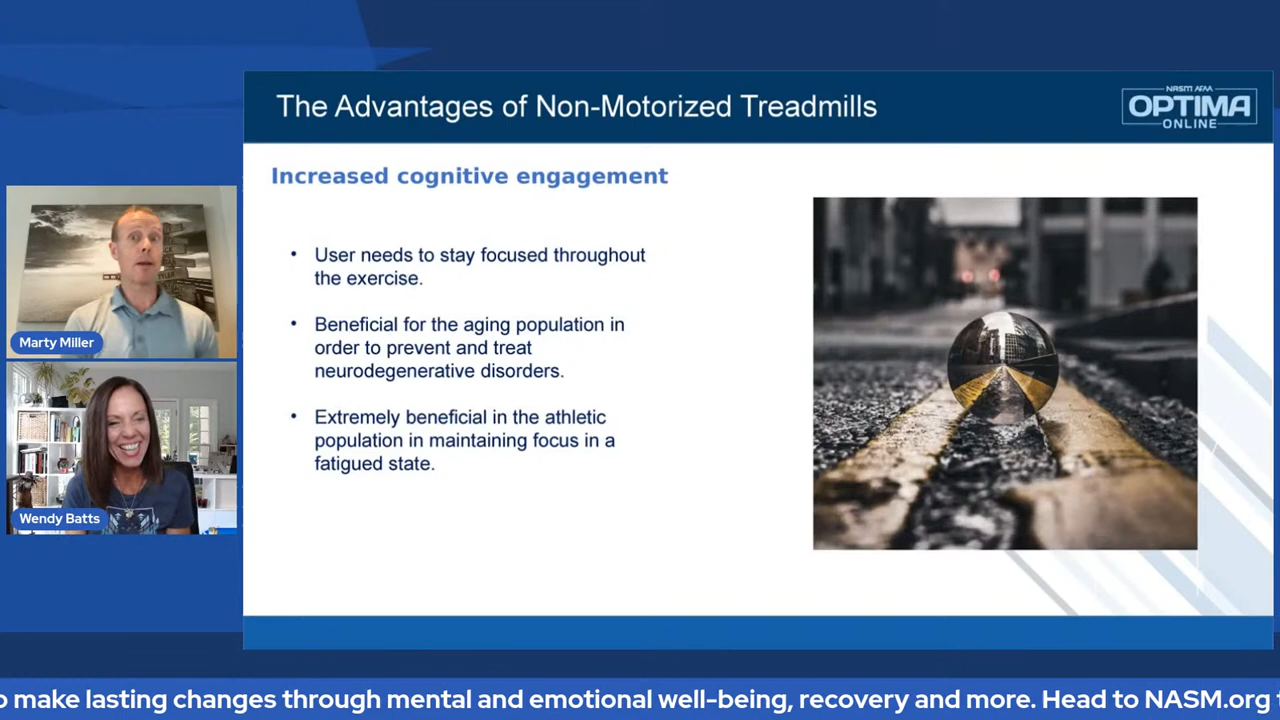 The Advantages of Non-Motorized Treadmills
NASM AFAA
OPTIMA
ONLINE
Increased cognitive engagement
• User needs to stay focused throughout
the exercise.
• Beneficial for the aging population in
order to prevent and treat
neurodegenerative disorders.
• Extremely beneficial in the athletic
population in maintaining focus in a
fatigued state.
Marty Miller
Wendy Batts
make lasting changes through mental and emotional well-being, recovery and more. Head to NASM.org